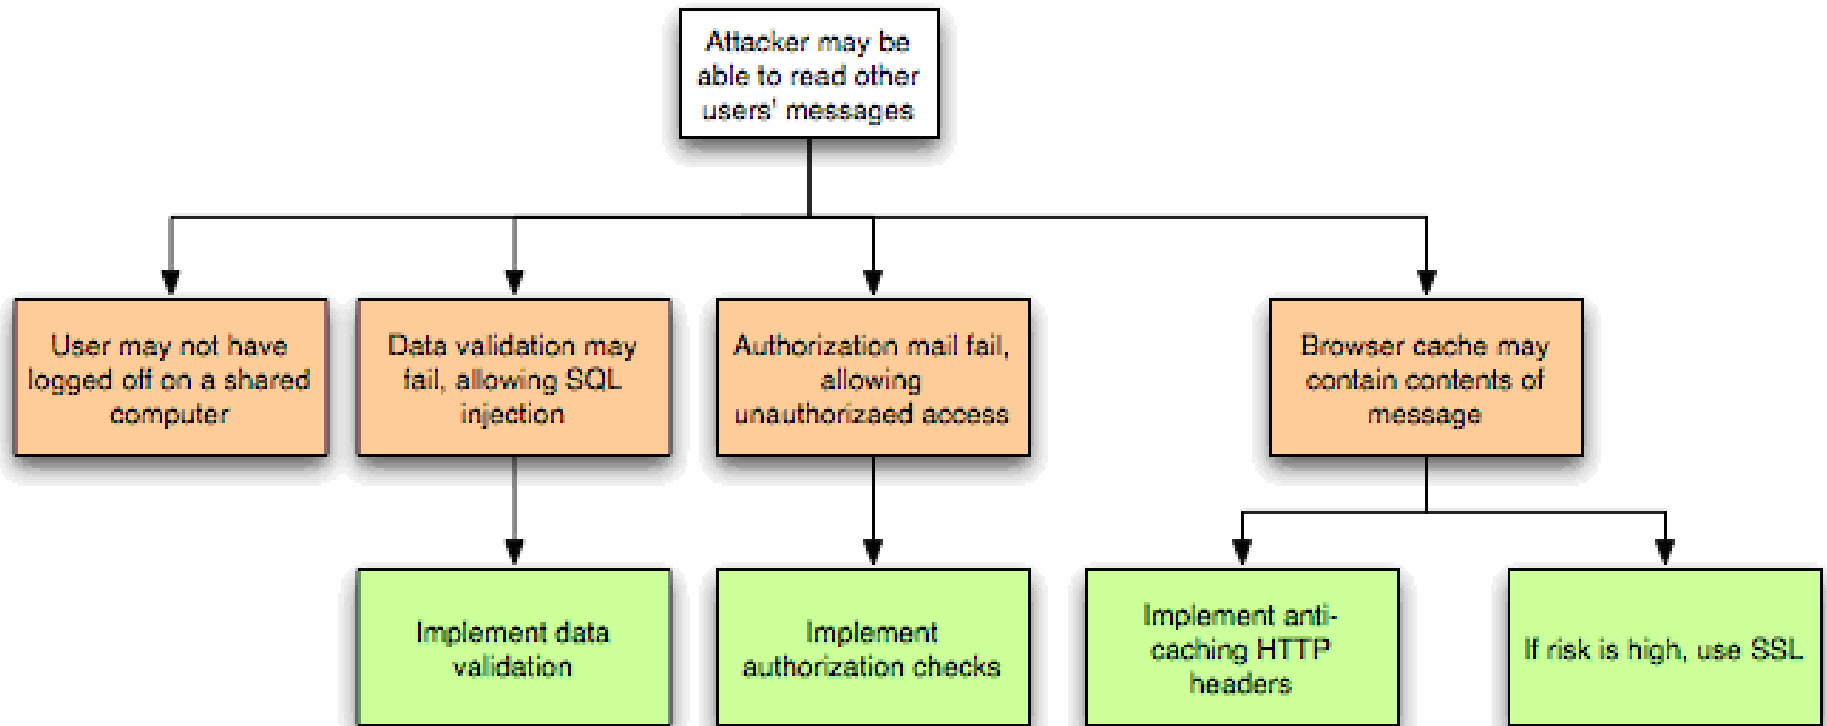 Attacker may be
able to read other
users' messages
User may not have
logged off on a shared
computer
Data validation may
fail, allowing SQL
injection
Authorization mail fail,
allowing
unauthorizaed access
Browser cache may
contain contents of
message
Implement data
validation
Implement
authorization checks
Implement anti-
caching HTTP
headers
If risk is high, use SSL